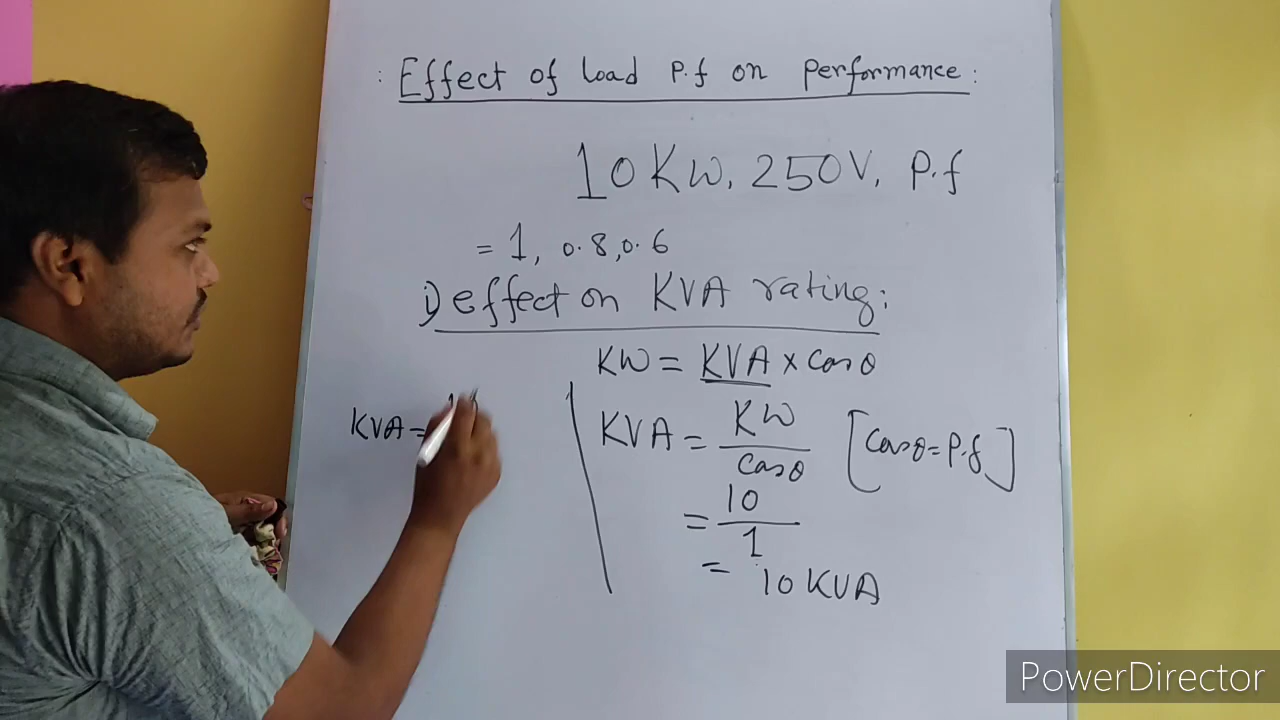 : Effect of load P.f on performance :
10 KW, 250V, P.f
= 1, 0.8, 0.6
i) effect on KVA rating:
KW = KVA × cosθ
KVA = KW / cosθ [cosθ = P.f]
= 10 / 1
= 10 KVA
KVA =
PowerDirector